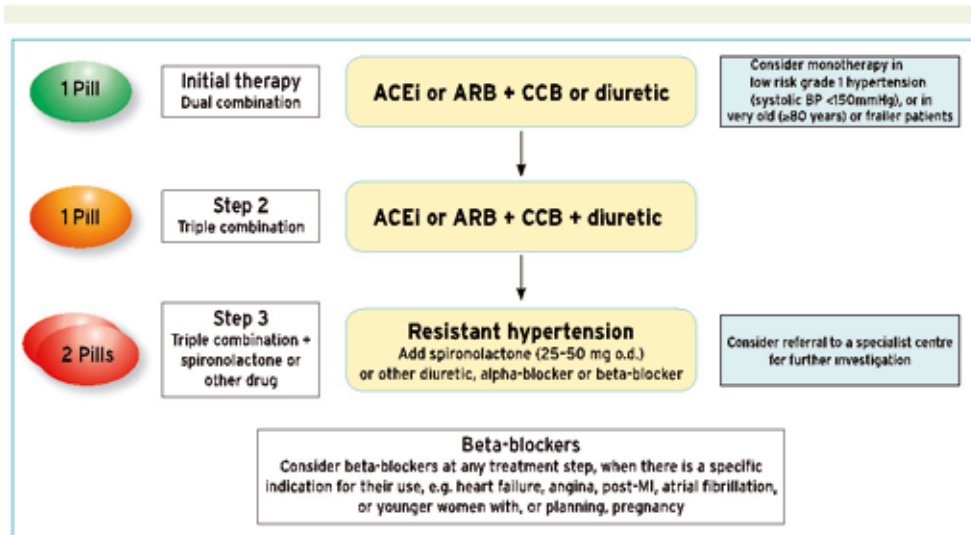 1 Pill
Initial therapy
Dual combination
ACEi or ARB + CCB or diuretic
Consider monotherapy in
low risk grade 1 hypertension
(systolic BP <150mmHg), or in
very old (≥80 years) or frailer patients
1 Pill
Step 2
Triple combination
ACEi or ARB + CCB + diuretic
2 Pills
Step 3
Triple combination +
spironolactone or
other drug
Resistant hypertension
Add spironolactone (25-50 mg o.d.)
or other diuretic, alpha-blocker or beta-blocker
Consider referral to a specialist centre
for further investigation
Beta-blockers
Consider beta-blockers at any treatment step, when there is a specific
indication for their use, e.g. heart failure, angina, post-MI, atrial fibrillation,
or younger women with, or planning, pregnancy